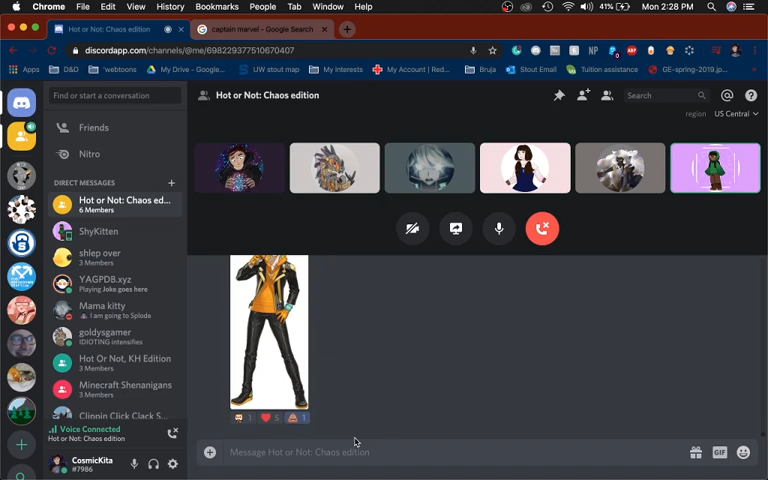 Chrome File Edit View History Bookmarks People Tab Window Help 41% Mon 2:28 PM
Hot or Not: Chaos edition
captain marvel - Google Search
discordapp.com/channels/@me/698229377510670407
Apps D&D *webtoons My Drive - Google... UW stout map My interests My Account | Red... Bruja Stout Email Tuition assistance GE-spring-2019.jp...
Find or start a conversation
Hot or Not: Chaos edition
Search
region US Central
Friends
Nitro
DIRECT MESSAGES
Hot or Not: Chaos ed...
6 Members
ShyKitten
shlep over
3 Members
YAGPDB.xyz
Playing Joke goes here
Mama kitty
I am going to Splode
goldysgamer
IDIOTING intensifies
Hot Or Not, KH Edition
3 Members
Minecraft Shenanigans
3 Members
Clippin Click Clack S...
Voice Connected
Hot or Not: Chaos edition
CosmicKita
#7986
1 5 1
Message Hot or Not: Chaos edition
GIF